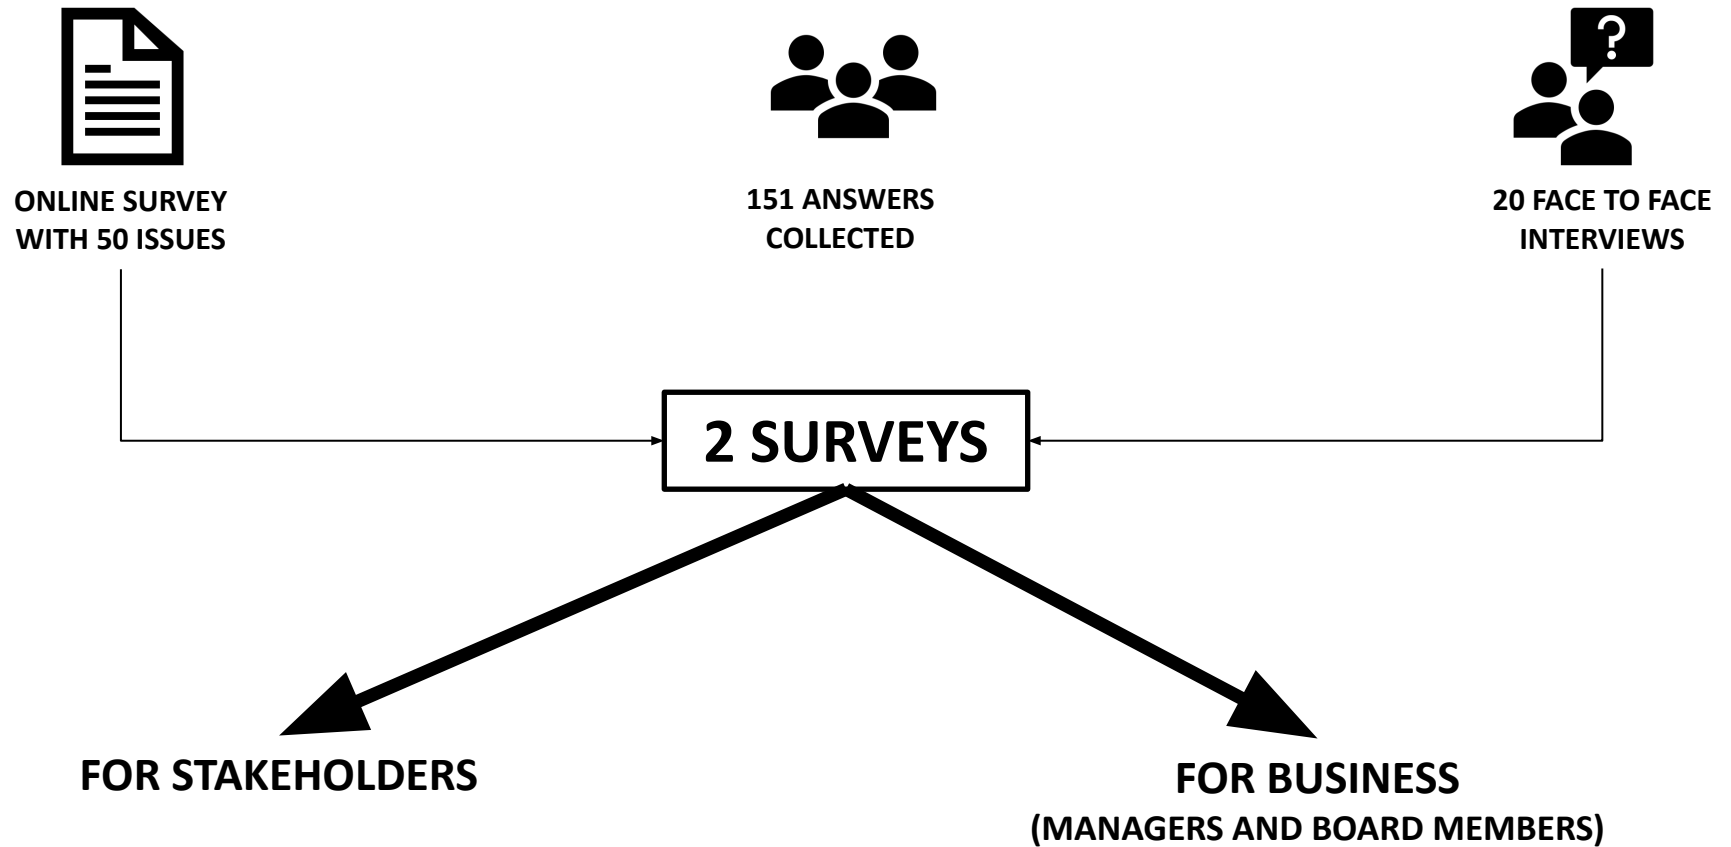 ?
ONLINE SURVEY
WITH 50 ISSUES
151 ANSWERS
COLLECTED
20 FACE TO FACE
INTERVIEWS
2 SURVEYS
FOR STAKEHOLDERS
FOR BUSINESS
(MANAGERS AND BOARD MEMBERS)